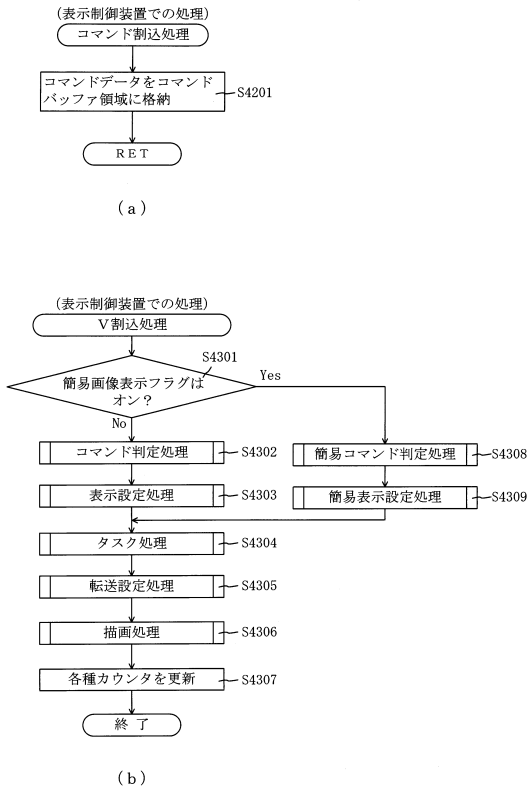 (表示制御装置での処理)
コマンド割込処理
コマンドデータをコマンド
バッファ領域に格納
S4201
RET
(a)
(表示制御装置での処理)
V割込処理
S4301
簡易画像表示フラグは
オン?
Yes
No
コマンド判定処理
S4302
簡易コマンド判定処理
S4308
表示設定処理
S4303
簡易表示設定処理
S4309
タスク処理
S4304
転送設定処理
S4305
描画処理
S4306
各種カウンタを更新
S4307
終了
(b)